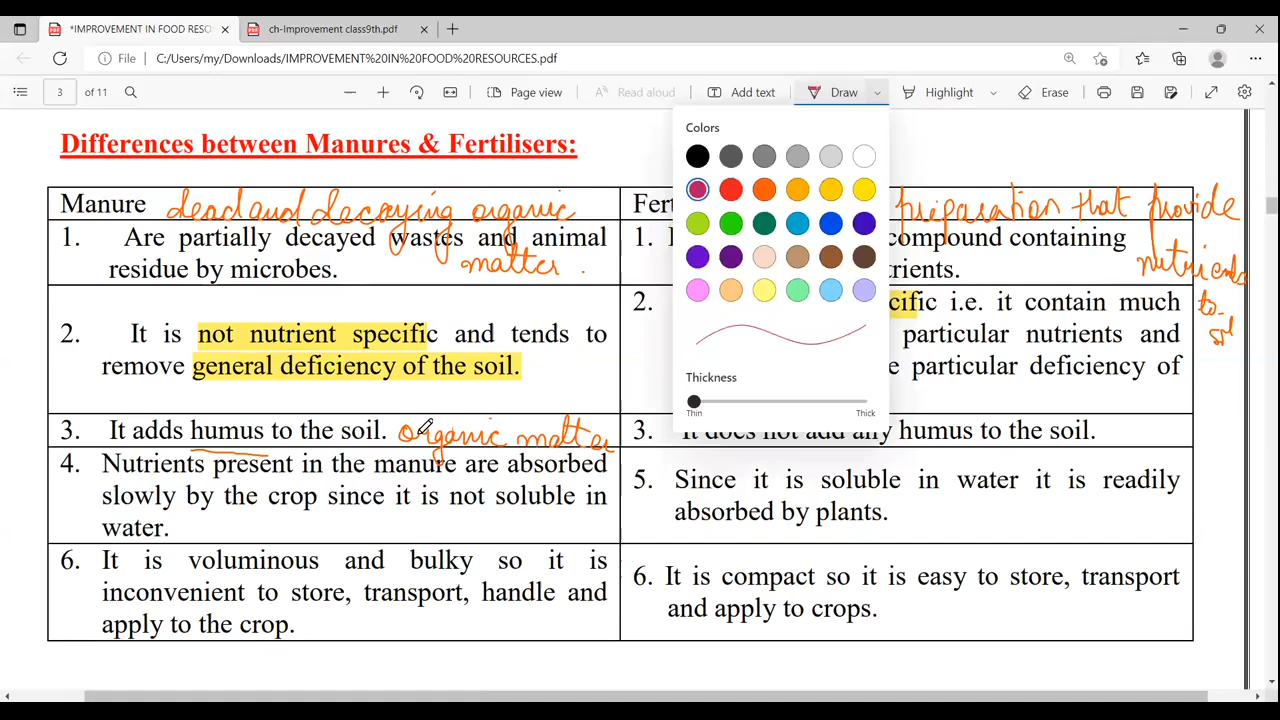 *IMPROVEMENT IN FOOD RESO
ch-Improvement class9th.pdf
File C:/Users/my/Downloads/IMPROVEMENT%20IN%20FOOD%20RESOURCES.pdf
3 of 11 Page view Read aloud Add text Draw Highlight Erase
Colors
Thickness
Thin Thick
Differences between Manures & Fertilisers:
Manure dead and decaying organic matter.
1. Are partially decayed wastes and animal
residue by microbes.
Fer
preparation that provide
nutrients
to
1.
compound containing
2. It is not nutrient specific and tends to
remove general deficiency of the soil.
2.
ific i.e. it contain much
particular nutrients and
particular deficiency of
3. It adds humus to the soil. organic matter
3. It does not add any humus to the soil.
4. Nutrients present in the manure are absorbed
slowly by the crop since it is not soluble in
water.
5. Since it is soluble in water it is readily
absorbed by plants.
6. It is voluminous and bulky so it is
inconvenient to store, transport, handle and
apply to the crop.
6. It is compact so it is easy to store, transport
and apply to crops.